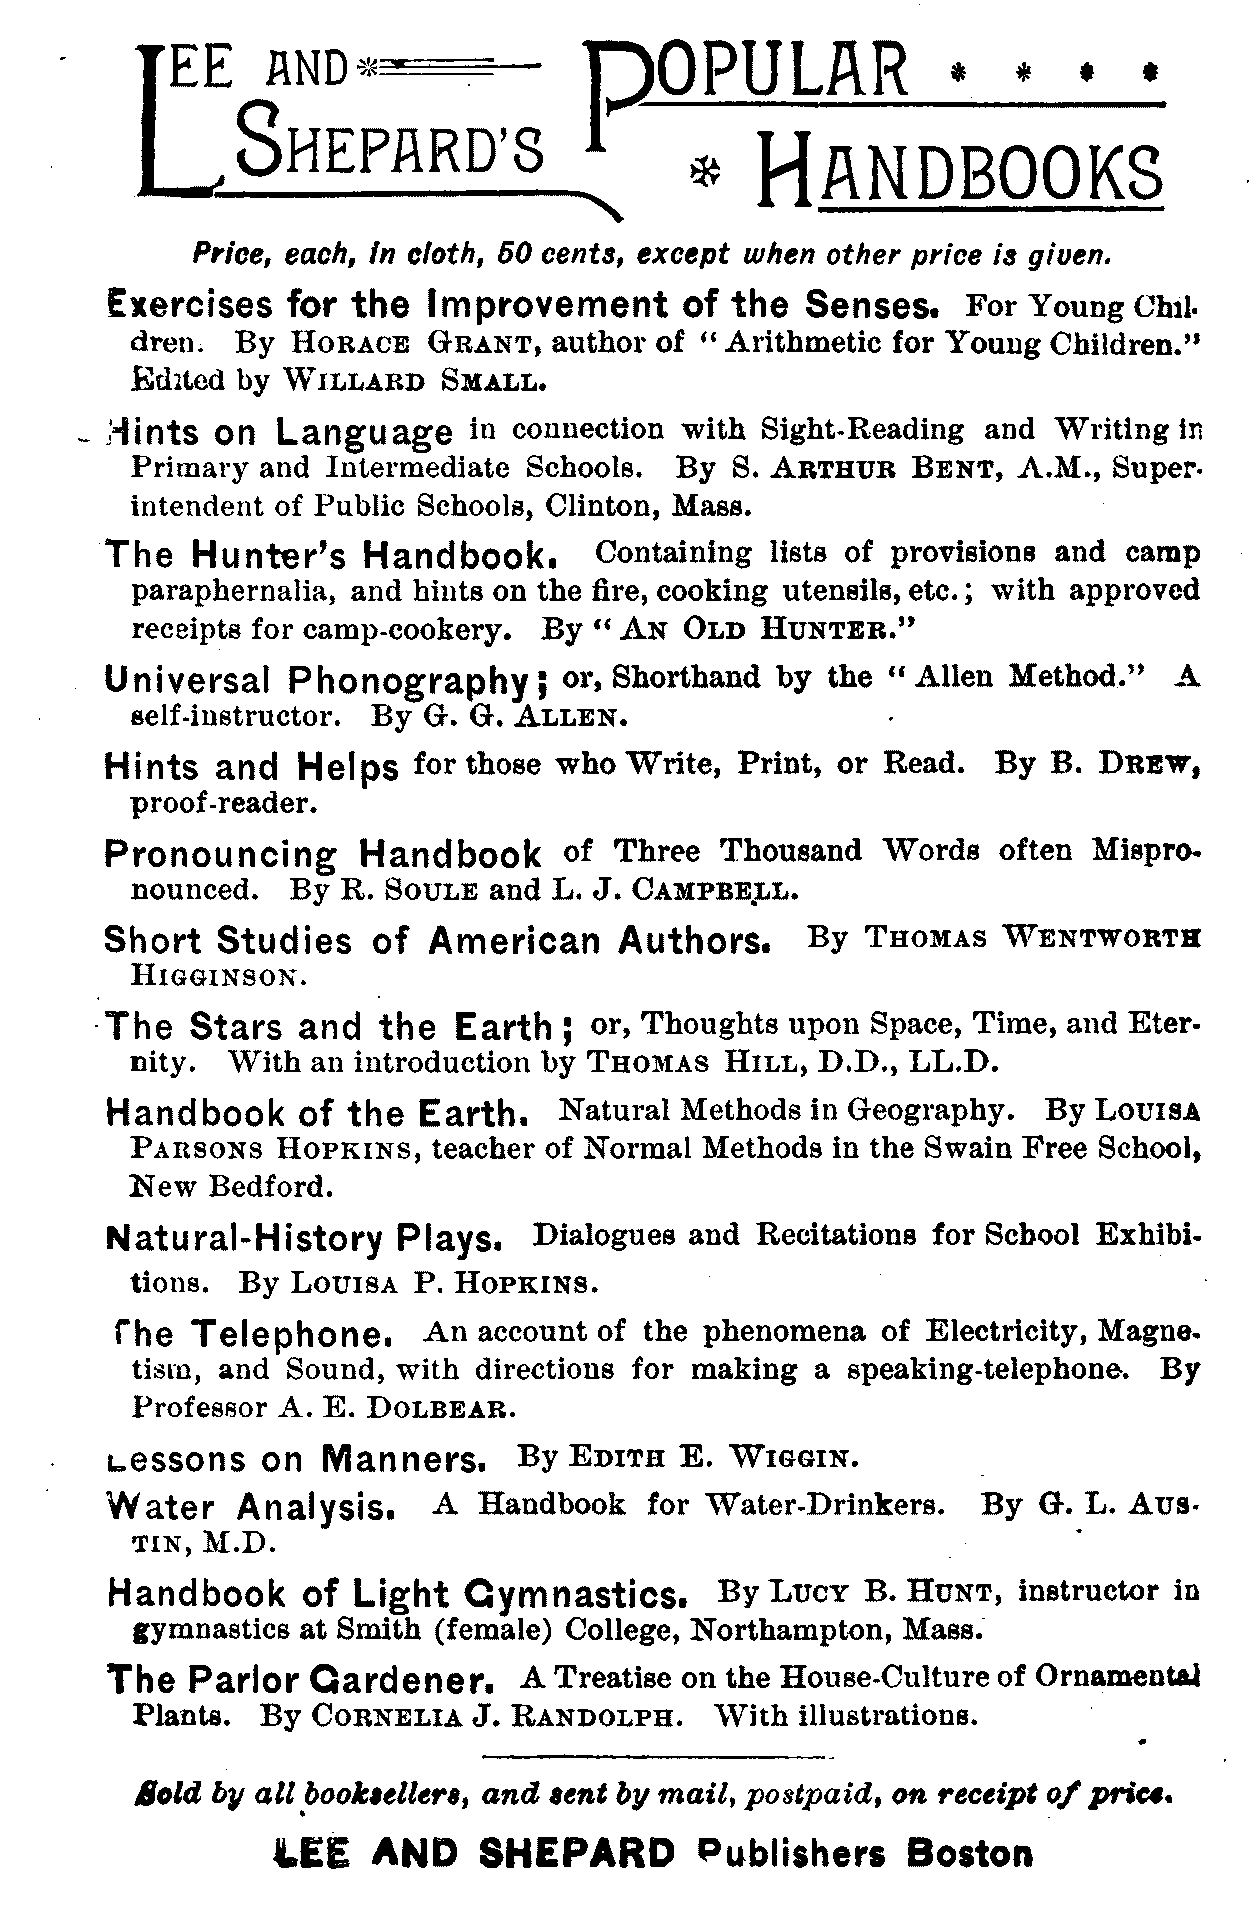 LEE AND SHEPARD'S POPULAR HANDBOOKS
Price, each, in cloth, 50 cents, except when other price is given.
Exercises for the Improvement of the Senses. For Young Chil-
dren. By HORACE GRANT, author of "Arithmetic for Young Children."
Edited by WILLARD SMALL.
Hints on Language in connection with Sight-Reading and Writing in
Primary and Intermediate Schools. By S. ARTHUR BENT, A.M., Super-
intendent of Public Schools, Clinton, Mass.
The Hunter's Handbook. Containing lists of provisions and camp
paraphernalia, and hints on the fire, cooking utensils, etc.; with approved
receipts for camp-cookery. By "AN OLD HUNTER."
Universal Phonography; or, Shorthand by the "Allen Method." A
self-instructor. By G. G. ALLEN.
Hints and Helps for those who Write, Print, or Read. By B. DREW,
proof-reader.
Pronouncing Handbook of Three Thousand Words often Mispro-
nounced. By R. SOULE and L. J. CAMPBELL.
Short Studies of American Authors. By THOMAS WENTWORTH
HIGGINSON.
The Stars and the Earth; or, Thoughts upon Space, Time, and Eter-
nity. With an introduction by THOMAS HILL, D.D., LL.D.
Handbook of the Earth. Natural Methods in Geography. By LOUISA
PARSONS HOPKINS, teacher of Normal Methods in the Swain Free School,
New Bedford.
Natural-History Plays. Dialogues and Recitations for School Exhibi-
tions. By LOUISA P. HOPKINS.
The Telephone. An account of the phenomena of Electricity, Magne-
tism, and Sound, with directions for making a speaking-telephone. By
Professor A. E. DOLBEAR.
Lessons on Manners. By EDITH E. WIGGIN.
Water Analysis. A Handbook for Water-Drinkers. By G. L. AUS-
TIN, M.D.
Handbook of Light Gymnastics. By LUCY B. HUNT, instructor in
gymnastics at Smith (female) College, Northampton, Mass.
The Parlor Gardener. A Treatise on the House-Culture of Ornamental
Plants. By CORNELIA J. RANDOLPH. With illustrations.
Sold by all booksellers, and sent by mail, postpaid, on receipt of price.
LEE AND SHEPARD Publishers Boston